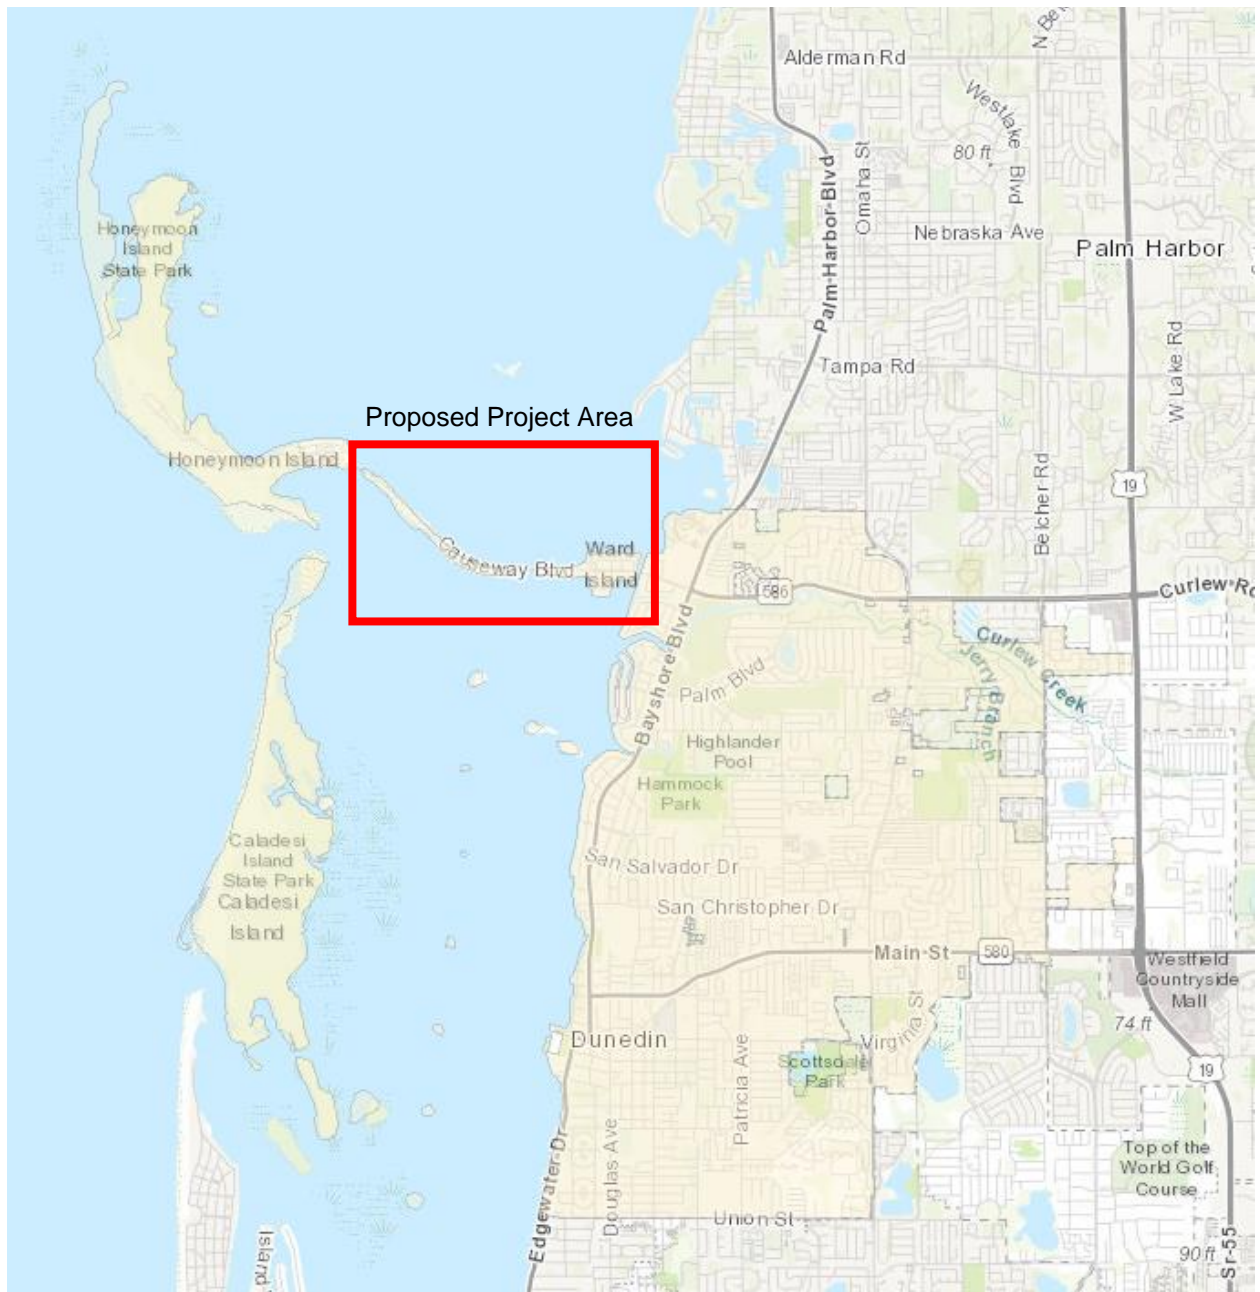 Alderman Rd
N Be
Westlake Blvd
80 ft
Omaha St
Palm-Harbor-Blvd
Nebraska Ave
Palm Harbor
Honeymoon
Island
State Park
W Lake Rd
Tampa Rd
Proposed Project Area
Honeymoon Island
Belcher Rd
19
Causeway Blvd
Ward
Island
586
Curlew Rd
Curlew Creek
Jerry Branch
Bayshore Blvd
Palm Blvd
Highlander
Pool
Hammock
Park
Caladesi
Island
State Park
Caladesi
Island
San Salvador Dr
San Christopher Dr
Main St
580
Westfield
Countryside
Mall
74 ft
Virginia St
Dunedin
Scottsdale
Park
Patricia Ave
19
Edgewater Dr
Douglas Ave
Top of the
World Golf
Course
Union St
Island
90 ft
Sr-55